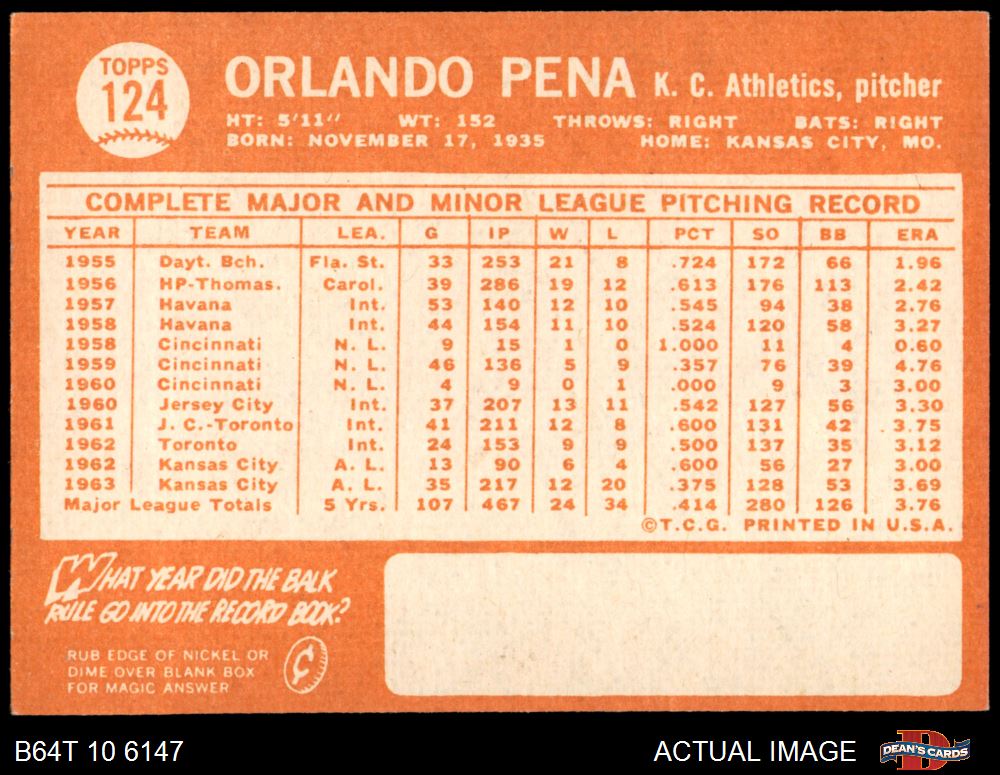 TOPPS
124
ORLANDO PENA K. C. Athletics, pitcher
HT: 5'11" WT: 152 THROWS: RIGHT BATS: RIGHT
BORN: NOVEMBER 17, 1935 HOME: KANSAS CITY, MO.
COMPLETE MAJOR AND MINOR LEAGUE PITCHING RECORD
YEAR TEAM LEA. G IP W L PCT SO BB ERA
1955 Dayt. Bch. Fla. St. 33 253 21 8 .724 172 66 1.96
1956 HP-Thomas. Carol. 39 286 19 12 .613 176 113 2.42
1957 Havana Int. 53 140 12 10 .545 94 38 2.76
1958 Havana Int. 44 154 11 10 .524 120 58 3.27
1958 Cincinnati N. L. 9 15 1 0 1.000 11 4 0.60
1959 Cincinnati N. L. 46 136 5 9 .357 76 39 4.76
1960 Cincinnati N. L. 4 9 0 1 .000 9 3 3.00
1960 Jersey City Int. 37 207 13 11 .542 127 56 3.30
1961 J. C.-Toronto Int. 41 211 12 8 .600 131 42 3.75
1962 Toronto Int. 24 153 9 9 .500 137 35 3.12
1962 Kansas City A. L. 13 90 6 4 .600 56 27 3.00
1963 Kansas City A. L. 35 217 12 20 .375 128 53 3.69
Major League Totals 5 Yrs. 107 467 24 34 .414 280 126 3.76
©T.C.G. PRINTED IN U.S.A.
WHAT YEAR DID THE BALK
RULE GO INTO THE RECORD BOOK?
RUB EDGE OF NICKEL OR
DIME OVER BLANK BOX
FOR MAGIC ANSWER
¢
B64T 10 6147 ACTUAL IMAGE DEAN'S CARDS